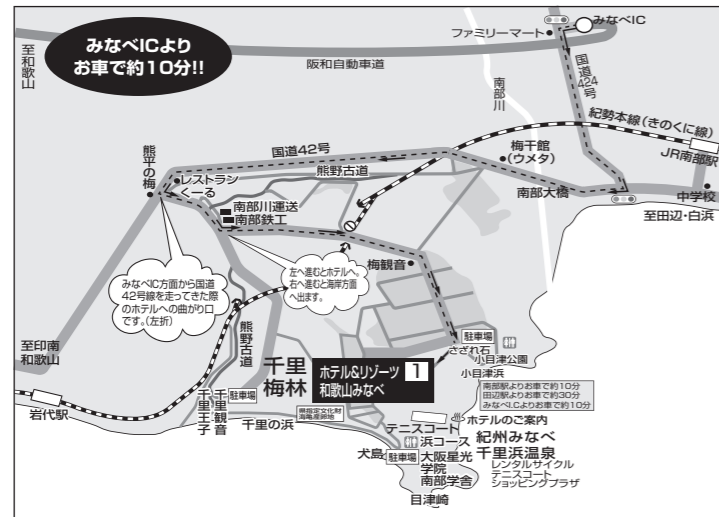 みなべICより
お車で約10分!!
至和歌山
阪和自動車道
ファミリーマート
みなべIC
国道424号
南部川
紀勢本線(きのくに線)
JR南部駅
国道42号
梅干館
(ウメタ)
熊野古道
熊平の梅
レストラン
くーる
南部大橋
中学校
至田辺・白浜
南部川運送
南部鉄工
梅観音
みなべIC方面から国道
42号線を走ってきた際
のホテルへの曲がり口
です。(左折)
左へ進むとホテルへ。
右へ進むと海岸方面
へ出ます。
熊野古道
至印南
和歌山
岩代駅
千里王子
千里観音
駐車場
千里
梅林
ホテル&リゾーツ
和歌山みなべ
1
駐車場
さざれ石
小目津公園
小目津浜
南部駅よりお車で約10分
田辺駅よりお車で約30分
みなべI.Cよりお車で約10分
県指定文化財
海亀産卵地
千里の浜
テニスコート
浜コース
ホテルのご案内
紀州みなべ
千里浜温泉
レンタルサイクル
テニスコート
ショッピングプラザ
犬島
駐車場
大阪星光
学院
南部学舎
目津崎